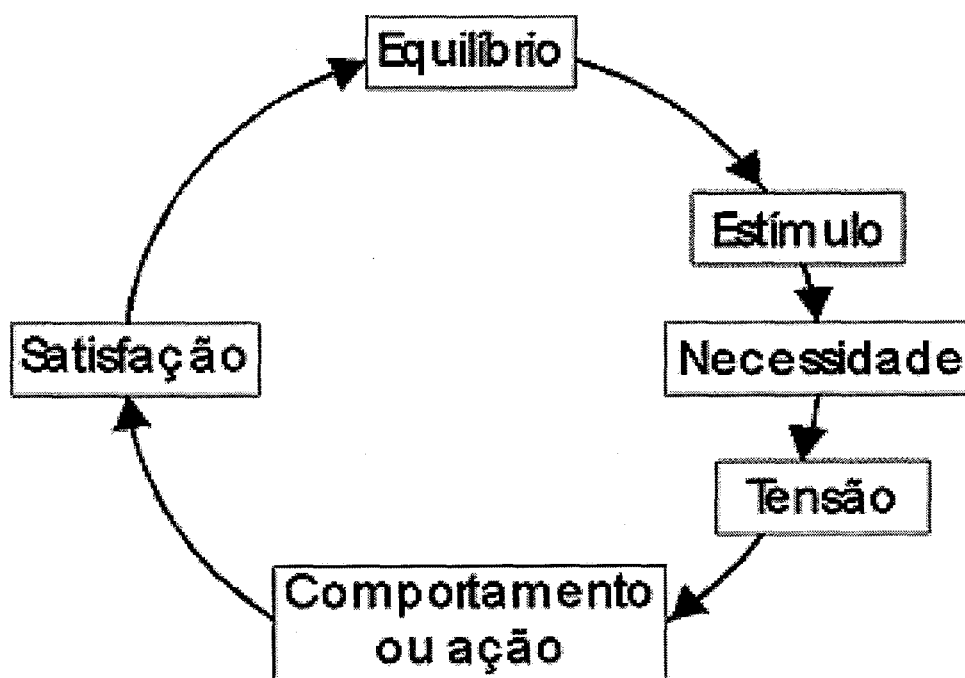 Equilíbrio
Estímulo
Necessidade
Tensão
Comportamento
ou ação
Satisfação